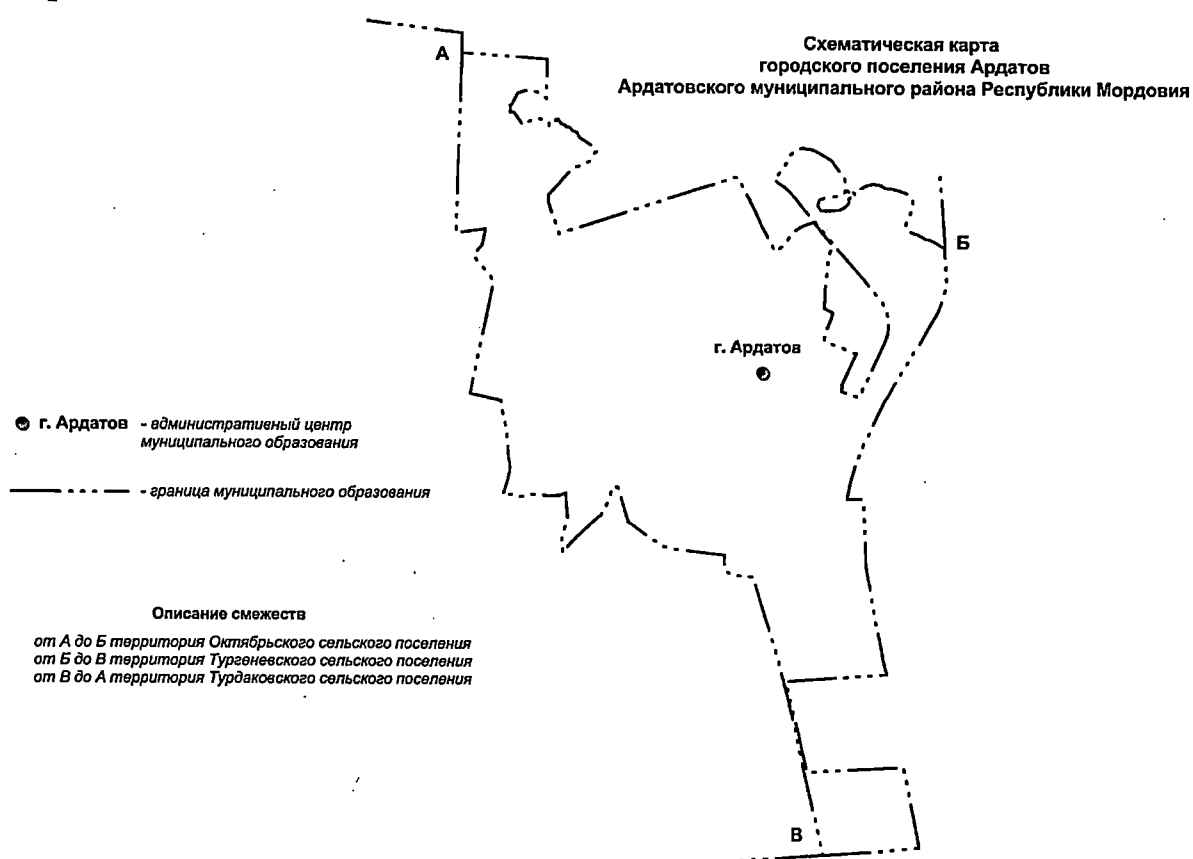 Схематическая карта
городского поселения Ардатов
Ардатовского муниципального района Республики Мордовия
А
Б
г. Ардатов
г. Ардатов - административный центр
муниципального образования
- граница муниципального образования
Описание смежеств
от А до Б территория Октябрьского сельского поселения
от Б до В территория Тургеневского сельского поселения
от В до А территория Турдаковского сельского поселения
В